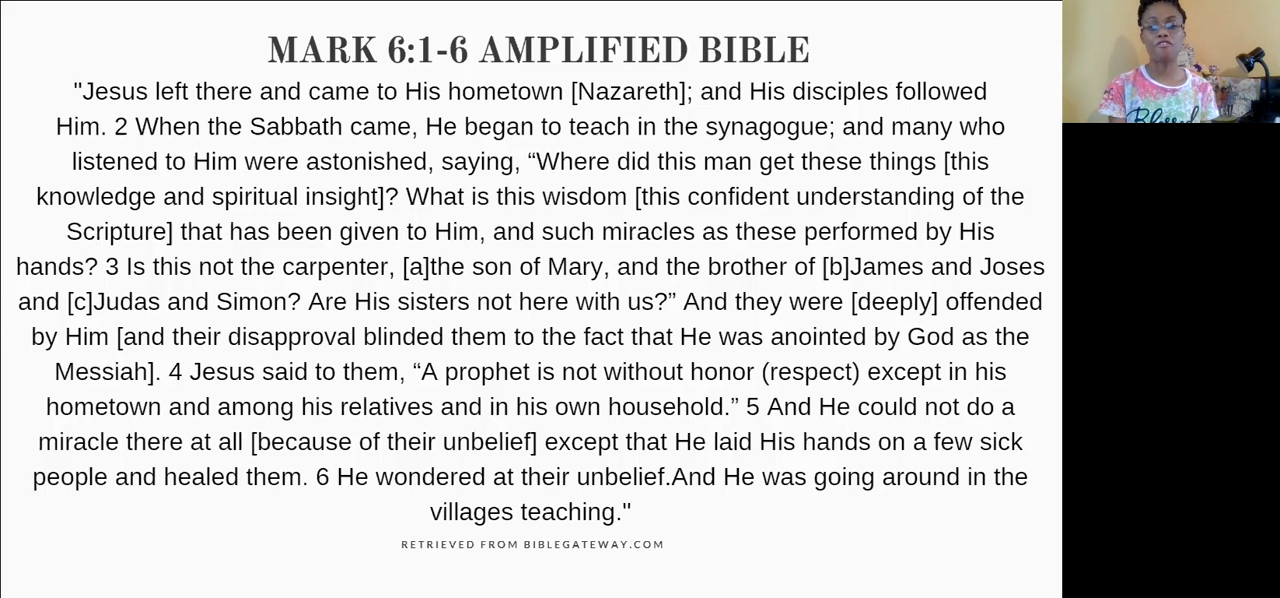 MARK 6:1-6 AMPLIFIED BIBLE
"Jesus left there and came to His hometown [Nazareth]; and His disciples followed
Him. 2 When the Sabbath came, He began to teach in the synagogue; and many who
listened to Him were astonished, saying, “Where did this man get these things [this
knowledge and spiritual insight]? What is this wisdom [this confident understanding of the
Scripture] that has been given to Him, and such miracles as these performed by His
hands? 3 Is this not the carpenter, [a]the son of Mary, and the brother of [b]James and Joses
and [c]Judas and Simon? Are His sisters not here with us?” And they were [deeply] offended
by Him [and their disapproval blinded them to the fact that He was anointed by God as the
Messiah]. 4 Jesus said to them, “A prophet is not without honor (respect) except in his
hometown and among his relatives and in his own household.” 5 And He could not do a
miracle there at all [because of their unbelief] except that He laid His hands on a few sick
people and healed them. 6 He wondered at their unbelief.And He was going around in the
villages teaching."
RETRIEVED FROM BIBLEGATEWAY.COM
Blessed